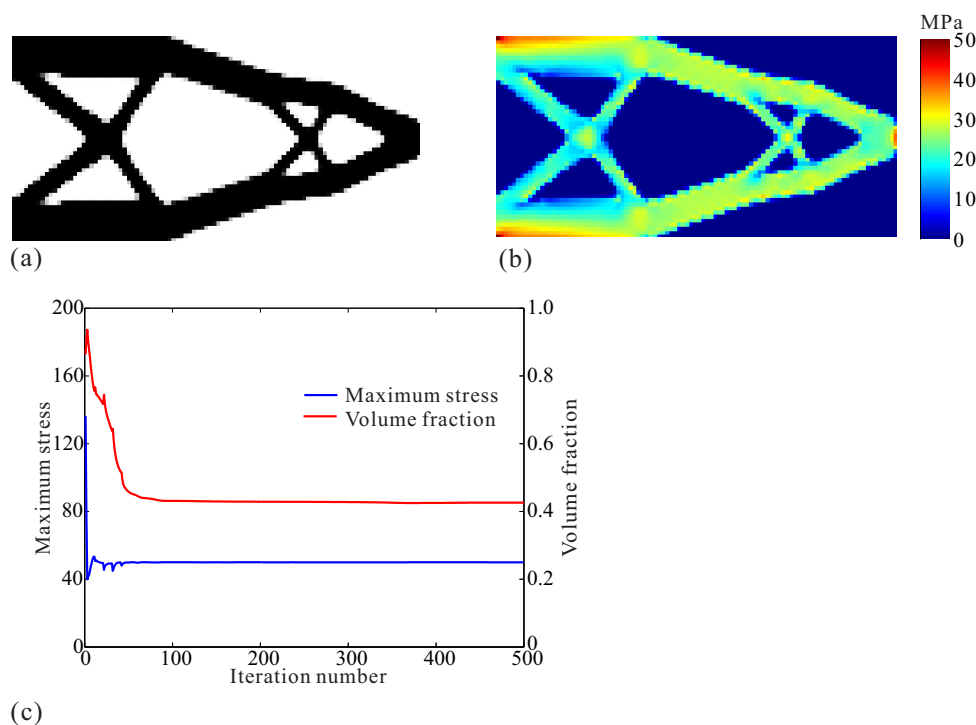 MPa
50
40
30
20
10
0
(a)
(b)
200
160
120
80
40
0
1.0
0.8
0.6
0.4
0.2
0
Maximum stress
Volume fraction
Maximum stress
Volume fraction
0 100 200 300 400 500
Iteration number
(c)